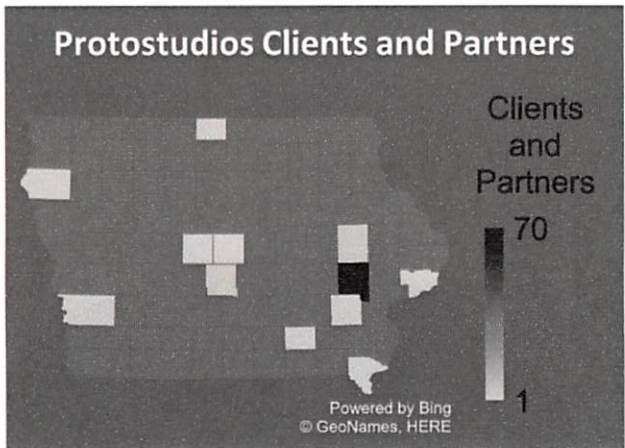 Protostudios Clients and Partners
Clients
and
Partners
70
1
Powered by Bing
© GeoNames, HERE